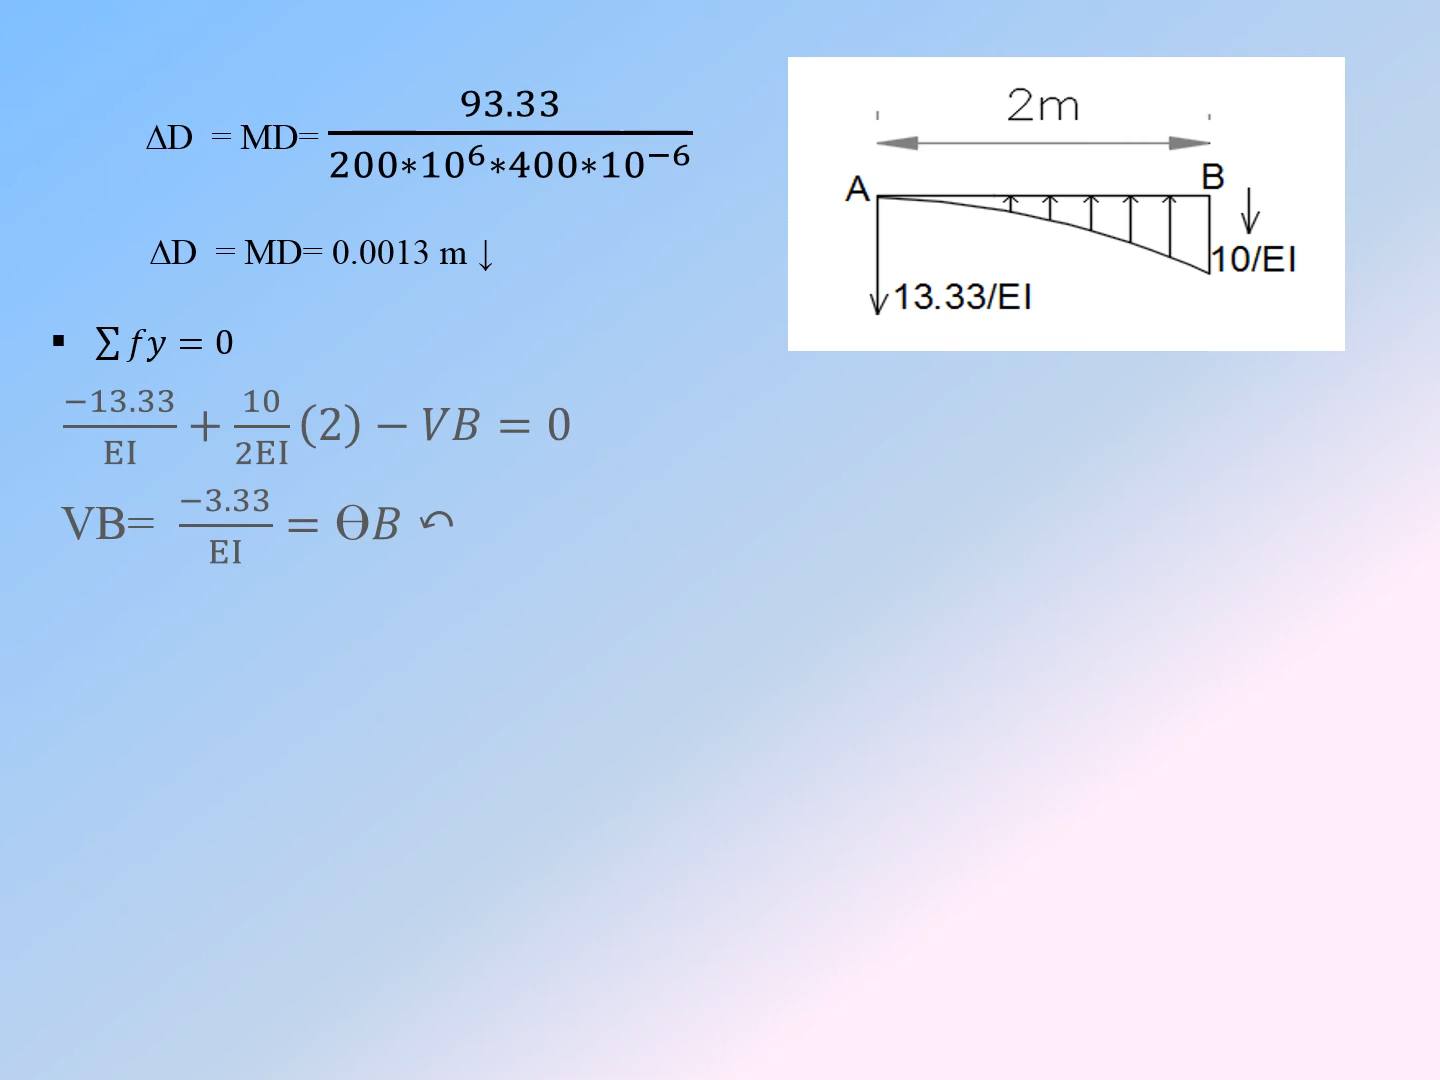 ΔD = MD= 93.33 / 200*10⁶*400*10⁻⁶
ΔD = MD= 0.0013 m ↓
▪ ∑ fy = 0
−13.33/EI + 10/2EI (2) − VB = 0
VB= −3.33/EI = ΘB ↶
2m
A
B
10/EI
13.33/EI